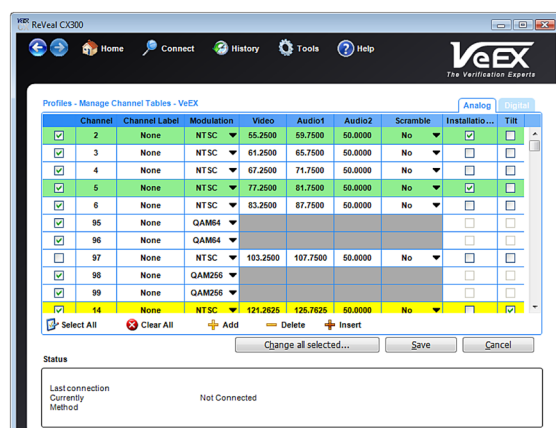 VeEX
ReVeal CX300
Home Connect History Tools Help
VeEX
The Verification Experts
Profiles - Manage Channel Tables - VeEX
Analog Digital
Channel Channel Label Modulation Video Audio1 Audio2 Scramble Installatio... Tilt
2 None NTSC 55.2500 59.7500 50.0000 No
3 None NTSC 61.2500 65.7500 50.0000 No
4 None NTSC 67.2500 71.7500 50.0000 No
5 None NTSC 77.2500 81.7500 50.0000 No
6 None NTSC 83.2500 87.7500 50.0000 No
95 None QAM64
96 None QAM64
97 None NTSC 103.2500 107.7500 50.0000 No
98 None QAM256
99 None QAM256
14 None NTSC 121.2625 125.7625 50.0000 No
Select All Clear All Add Delete Insert
Change all selected... Save Cancel
Status
Last connection
Currently Not Connected
Method